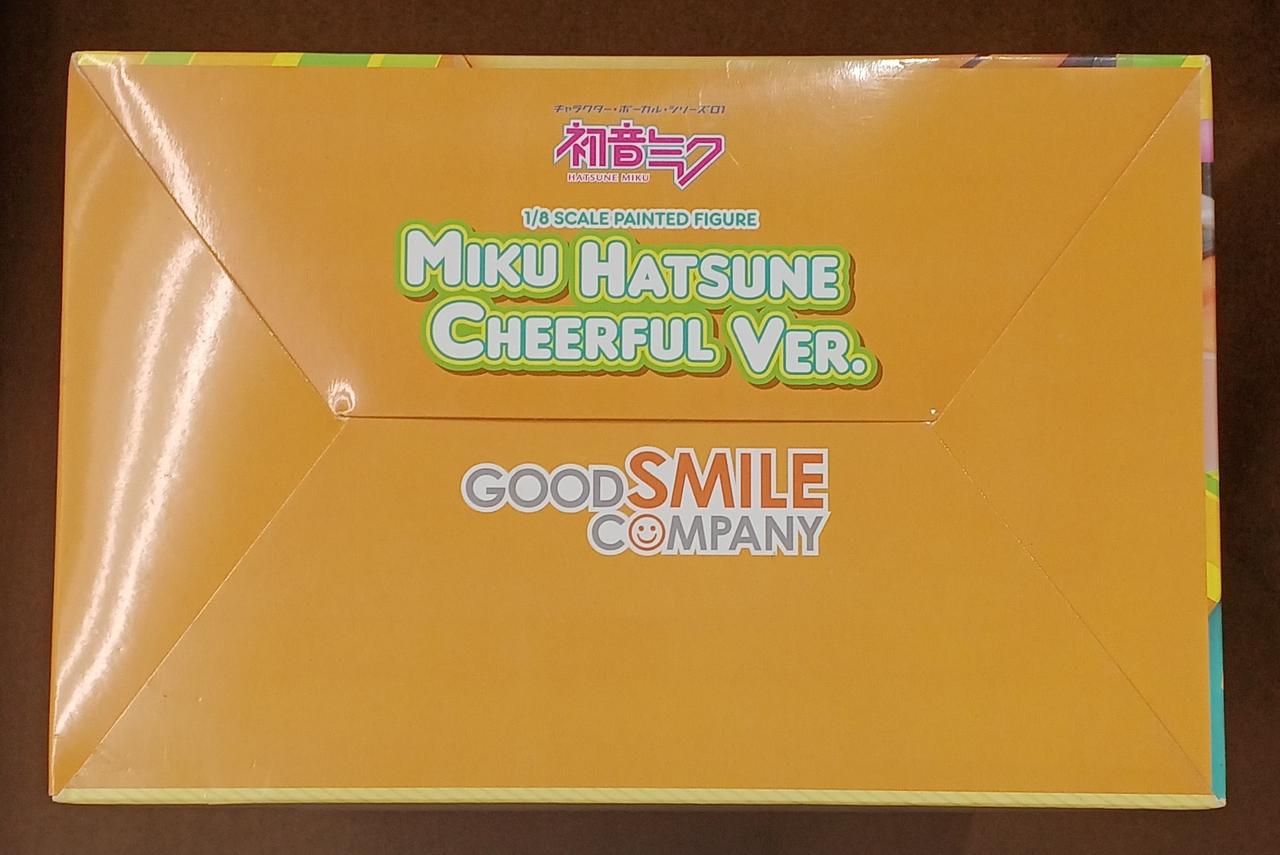 キャラクター・ボーカル・シリーズ01
初音ミク
HATSUNE MIKU
1/8 SCALE PAINTED FIGURE
MIKU HATSUNE
CHEERFUL VER.
GOOD SMILE
COMPANY